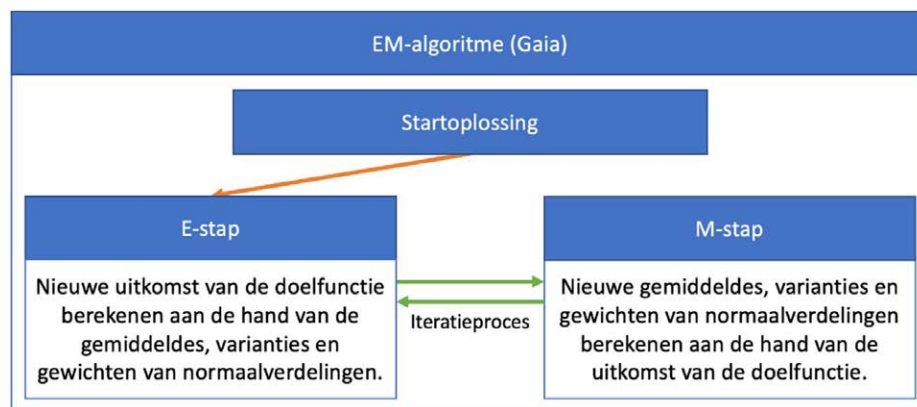 EM-algoritme (Gaia)
Startoplossing
E-stap
Nieuwe uitkomst van de doelfunctie
berekenen aan de hand van de
gemiddeldes, varianties en
gewichten van normaalverdelingen.
Iteratieproces
M-stap
Nieuwe gemiddeldes, varianties en
gewichten van normaalverdelingen
berekenen aan de hand van de
uitkomst van de doelfunctie.